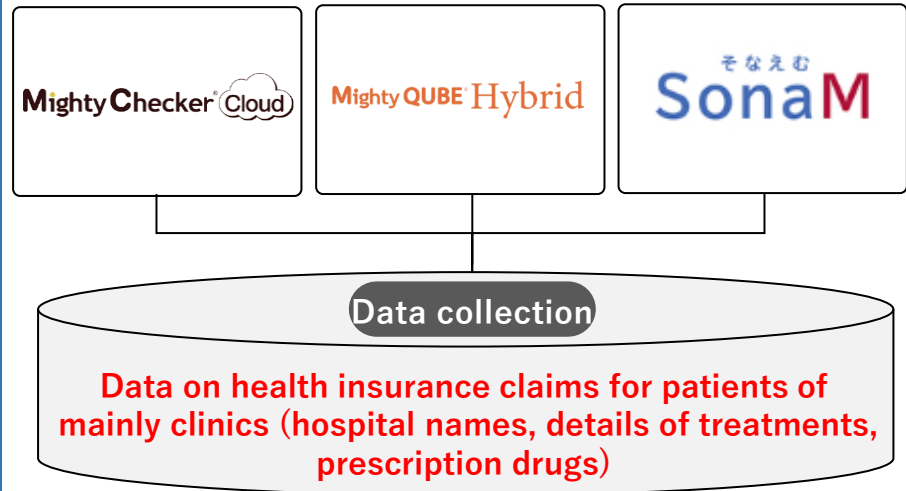 Mighty Checker® Cloud
Mighty QUBE® Hybrid
そなえむ
SonaM
Data collection
Data on health insurance claims for patients of
mainly clinics (hospital names, details of treatments,
prescription drugs)